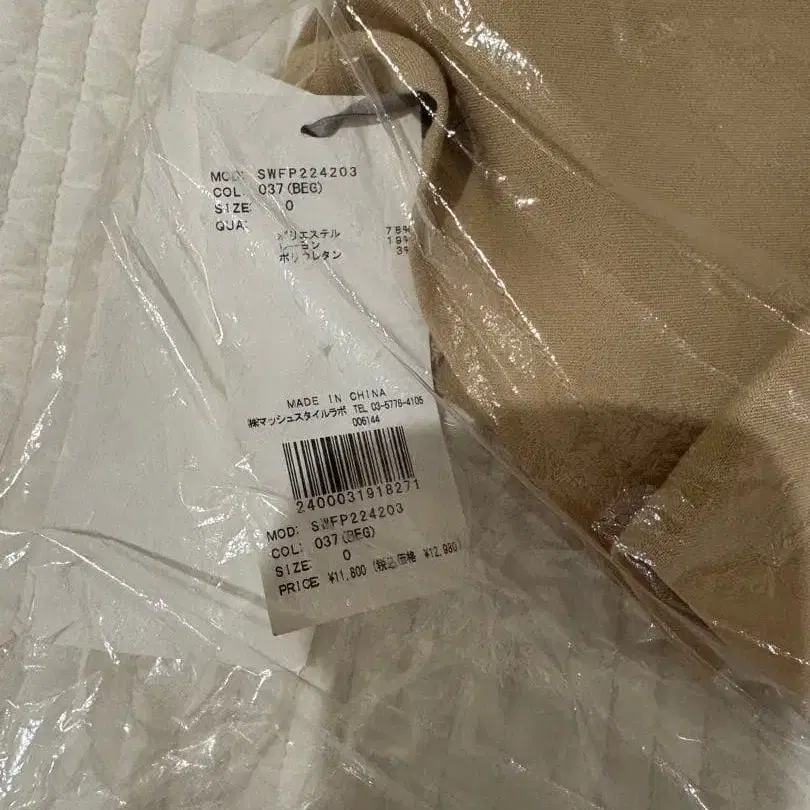 MOD: SWFP224203
COL: 037(BEG)
SIZE: 0
QUA:
ポリエステル 78%
レーヨン 19%
ポリウレタン 3%
MADE IN CHINA
㈱マッシュスタイルラボ TEL 03-5778-4105
006144
2400031918271
MOD: SWFP224203
COL: 037(BEG)
SIZE: 0
PRICE: ¥11,800 (税込価格 ¥12,980)